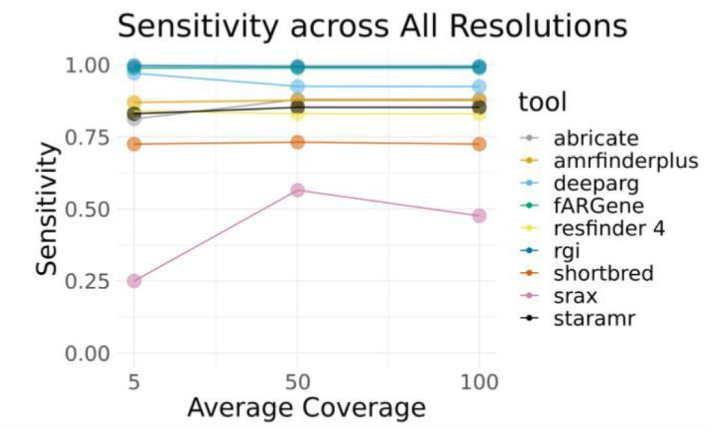 Sensitivity across All Resolutions
1.00
0.75
0.50
0.25
0.00
Sensitivity
5 50 100
Average Coverage
tool
abricate
amrfinderplus
deeparg
fARGene
resfinder 4
rgi
shortbred
srax
staramr